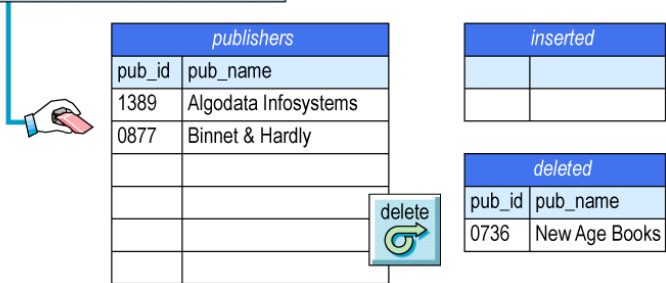 publishers
pub_id pub_name
1389 Algodata Infosystems
0877 Binnet & Hardly
delete
inserted
deleted
pub_id pub_name
0736 New Age Books